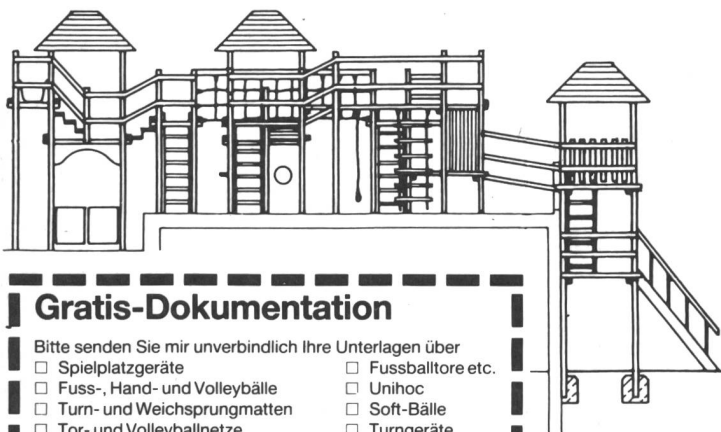 Gratis-Dokumentation
Bitte senden Sie mir unverbindlich Ihre Unterlagen über
☐ Spielplatzgeräte ☐ Fussballtore etc.
☐ Fuss-, Hand- und Volleybälle ☐ Unihoc
☐ Turn- und Weichsprungmatten ☐ Soft-Bälle
☐ Tor- und Volleyballnetze ☐ Turngeräte